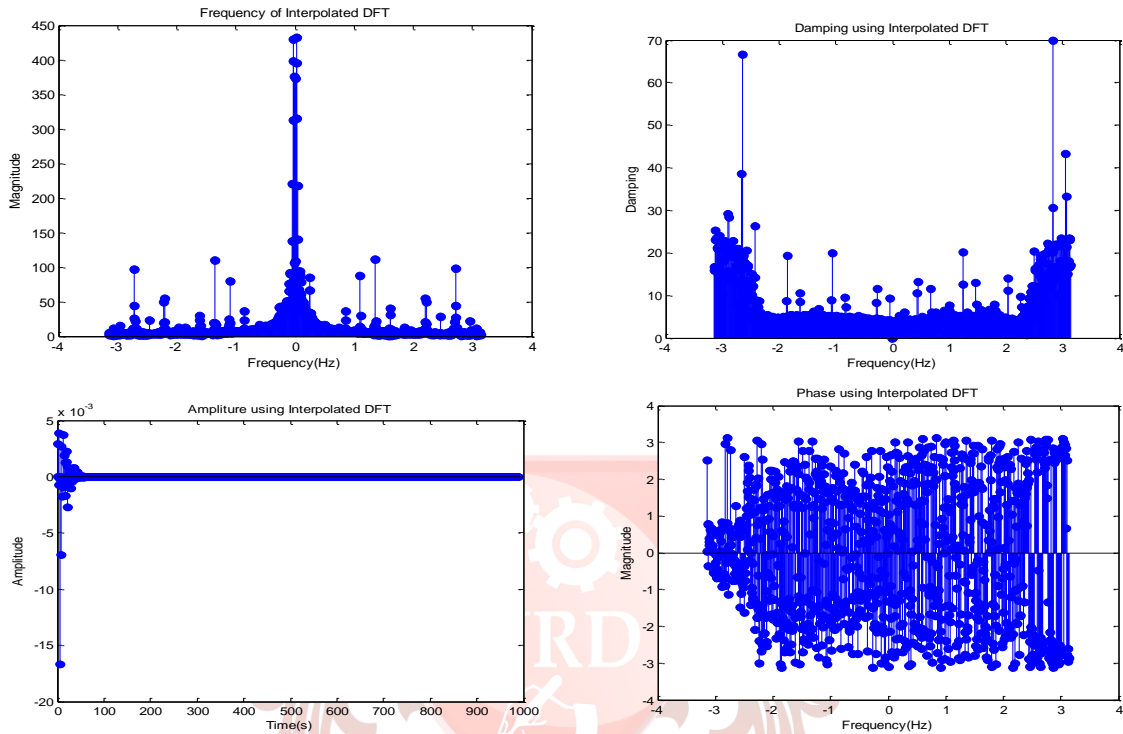 Frequency of Interpolated DFT
450
400
350
300
250
200
150
100
50
0
Magnitude
-4 -3 -2 -1 0 1 2 3 4
Frequency(Hz)
Damping using Interpolated DFT
70
60
50
40
30
20
10
0
Damping
-4 -3 -2 -1 0 1 2 3 4
Frequency(Hz)
Ampliture using Interpolated DFT
x 10-3
5
0
-5
-10
-15
-20
Amplitude
0 100 200 300 400 500 600 700 800 900 1000
Time(s)
Phase using Interpolated DFT
4
3
2
1
0
-1
-2
-3
-4
Magnitude
-4 -3 -2 -1 0 1 2 3 4
Frequency(Hz)
RD